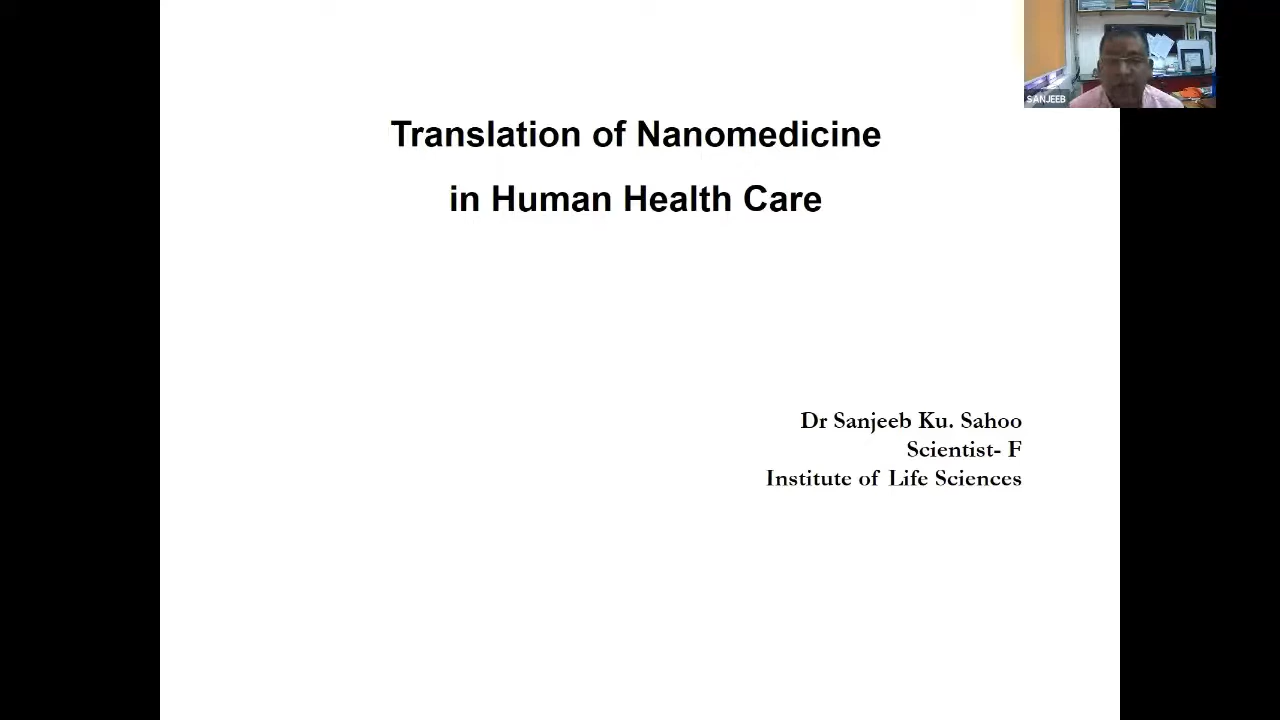 SANJEEB
Translation of Nanomedicine
in Human Health Care
Dr Sanjeeb Ku. Sahoo
Scientist- F
Institute of Life Sciences